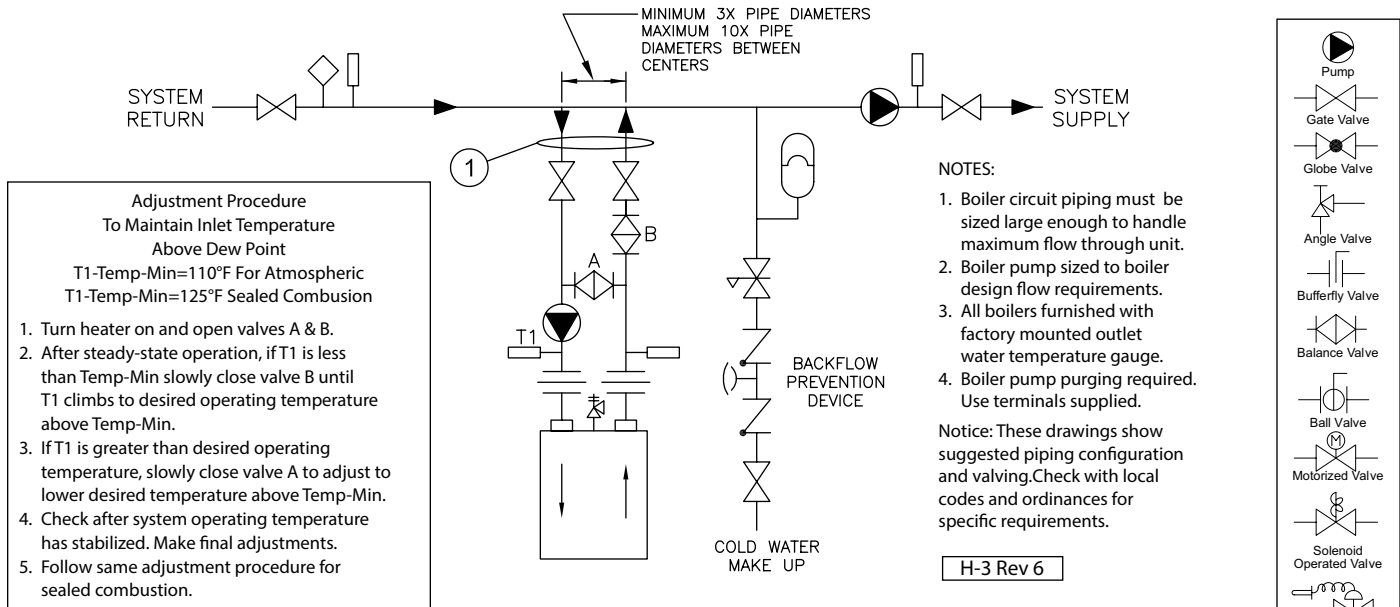 MINIMUM 3X PIPE DIAMETERS
MAXIMUM 10X PIPE
DIAMETERS BETWEEN
CENTERS
SYSTEM
RETURN
SYSTEM
SUPPLY
1
B
A
T1
BACKFLOW
PREVENTION
DEVICE
COLD WATER
MAKE UP
Adjustment Procedure
To Maintain Inlet Temperature
Above Dew Point
T1-Temp-Min=110°F For Atmospheric
T1-Temp-Min=125°F Sealed Combusion
1. Turn heater on and open valves A & B.
2. After steady-state operation, if T1 is less
than Temp-Min slowly close valve B until
T1 climbs to desired operating temperature
above Temp-Min.
3. If T1 is greater than desired operating
temperature, slowly close valve A to adjust to
lower desired temperature above Temp-Min.
4. Check after system operating temperature
has stabilized. Make final adjustments.
5. Follow same adjustment procedure for
sealed combustion.
NOTES:
1. Boiler circuit piping must be
sized large enough to handle
maximum flow through unit.
2. Boiler pump sized to boiler
design flow requirements.
3. All boilers furnished with
factory mounted outlet
water temperature gauge.
4. Boiler pump purging required.
Use terminals supplied.
Notice: These drawings show
suggested piping configuration
and valving.Check with local
codes and ordinances for
specific requirements.
H-3 Rev 6
Pump
Gate Valve
Globe Valve
Angle Valve
Bufferfly Valve
Balance Valve
Ball Valve
M
Motorized Valve
Solenoid
Operated Valve